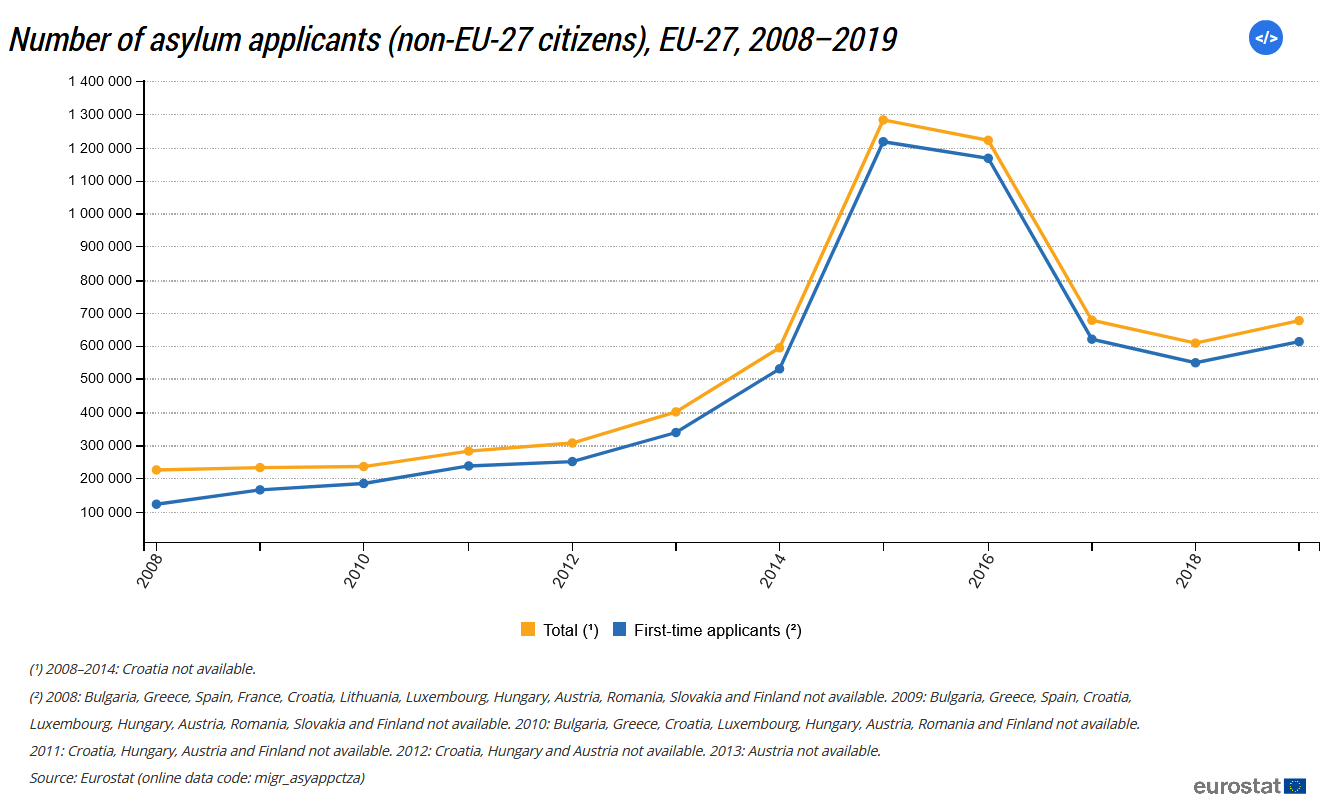 Number of asylum applicants (non-EU-27 citizens), EU-27, 2008–2019
</>
1 400 000
1 300 000
1 200 000
1 100 000
1 000 000
900 000
800 000
700 000
600 000
500 000
400 000
300 000
200 000
100 000
2008
2010
2012
2014
2016
2018
Total (¹)
First-time applicants (²)
(¹) 2008–2014: Croatia not available.
(²) 2008: Bulgaria, Greece, Spain, France, Croatia, Lithuania, Luxembourg, Hungary, Austria, Romania, Slovakia and Finland not available. 2009: Bulgaria, Greece, Spain, Croatia,
Luxembourg, Hungary, Austria, Romania, Slovakia and Finland not available. 2010: Bulgaria, Greece, Croatia, Luxembourg, Hungary, Austria, Romania and Finland not available.
2011: Croatia, Hungary, Austria and Finland not available. 2012: Croatia, Hungary and Austria not available. 2013: Austria not available.
Source: Eurostat (online data code: migr_asyappctza)
eurostat